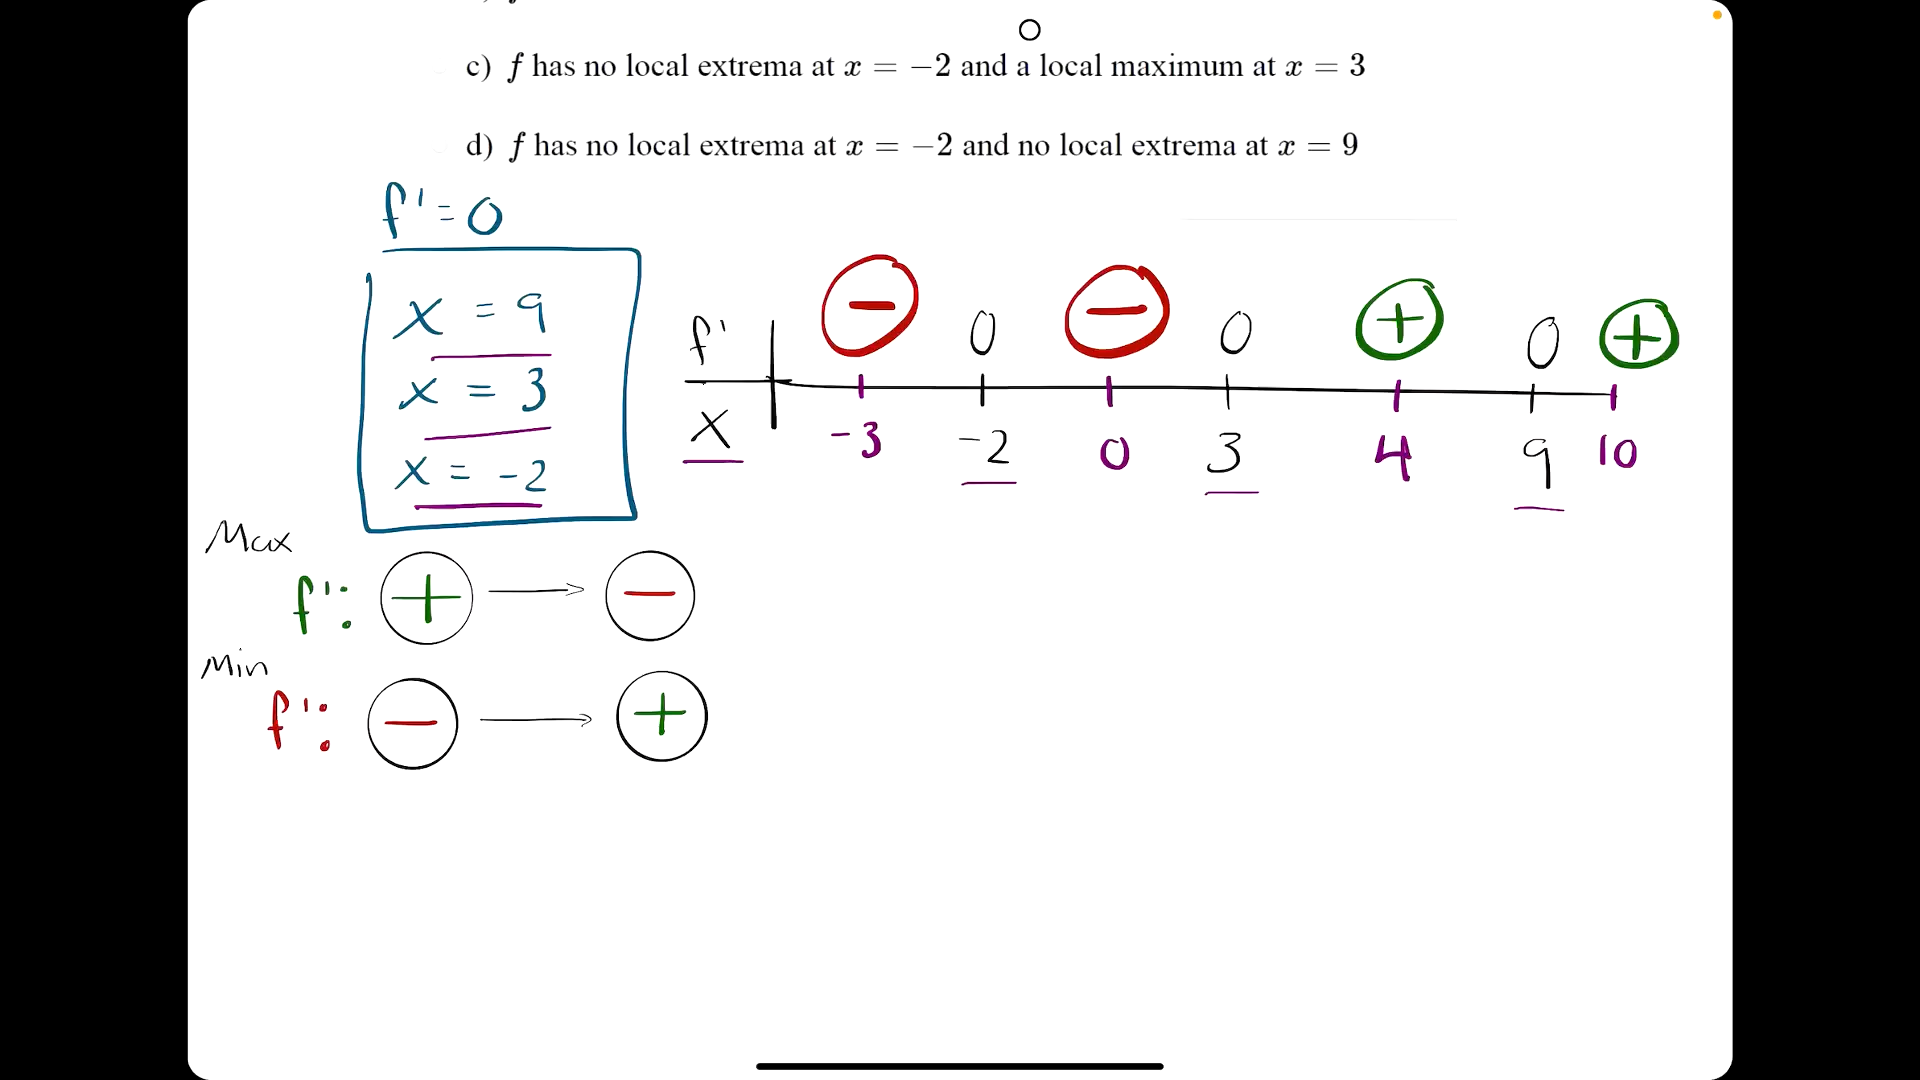 c) f has no local extrema at x = −2 and a local maximum at x = 3
d) f has no local extrema at x = −2 and no local extrema at x = 9
f' = 0
x = 9
x = 3
x = -2
f' − 0 − 0 + 0 +
x -3 -2 0 3 4 9 10
Max
f': + → −
Min
f': − → +